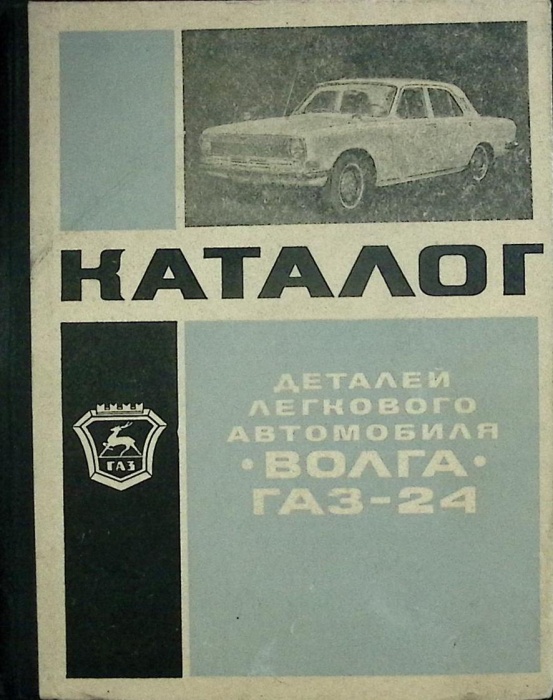 КАТАЛОГ
ДЕТАЛЕЙ
ЛЕГКОВОГО
АВТОМОБИЛЯ
•ВОЛГА•
ГАЗ-24
ГАЗ